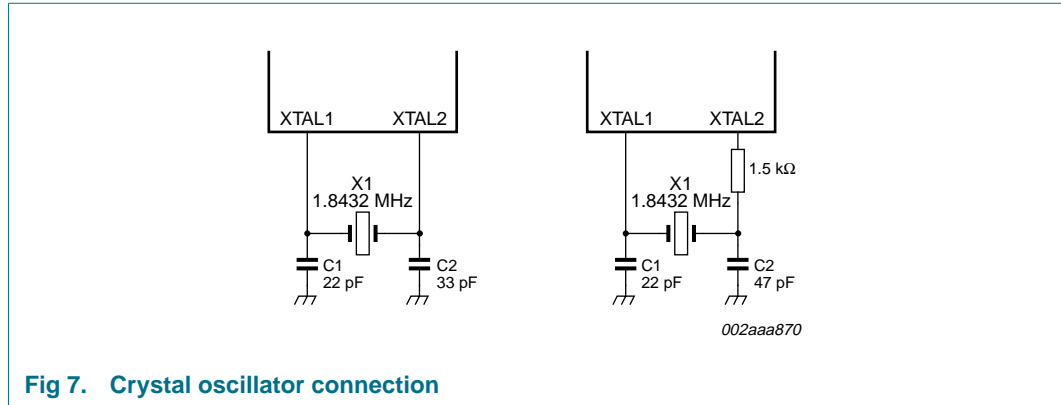 XTAL1 XTAL2
X1
1.8432 MHz
C1
22 pF
C2
33 pF
XTAL1 XTAL2
1.5 kΩ
X1
1.8432 MHz
C1
22 pF
C2
47 pF
002aaa870
Fig 7. Crystal oscillator connection